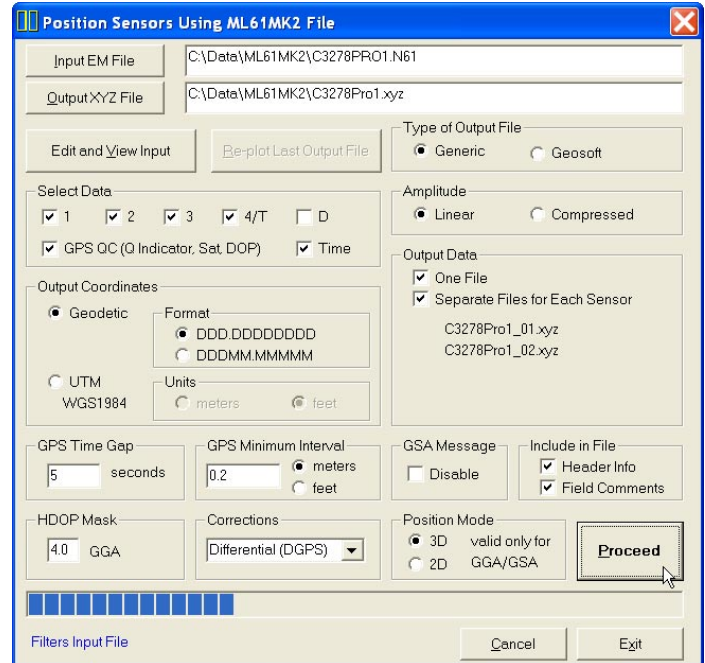 Position Sensors Using ML61MK2 File
Input EM File
C:\Data\ML61MK2\C3278PRO1.N61
Output XYZ File
C:\Data\ML61MK2\C3278Pro1.xyz
Edit and View Input
Re-plot Last Output File
Type of Output File
Generic
Geosoft
Select Data
1
2
3
4/T
D
GPS QC (Q Indicator, Sat, DOP)
Time
Amplitude
Linear
Compressed
Output Coordinates
Geodetic
Format
DDD.DDDDDDDD
DDDMM.MMMMM
UTM
WGS1984
Units
meters
feet
Output Data
One File
Separate Files for Each Sensor
C3278Pro1_01.xyz
C3278Pro1_02.xyz
GPS Time Gap
5 seconds
GPS Minimum Interval
0.2
meters
feet
GSA Message
Disable
Include in File
Header Info
Field Comments
HDOP Mask
4.0 GGA
Corrections
Differential (DGPS)
Position Mode
3D valid only for
2D GGA/GSA
Proceed
Filters Input File
Cancel
Exit